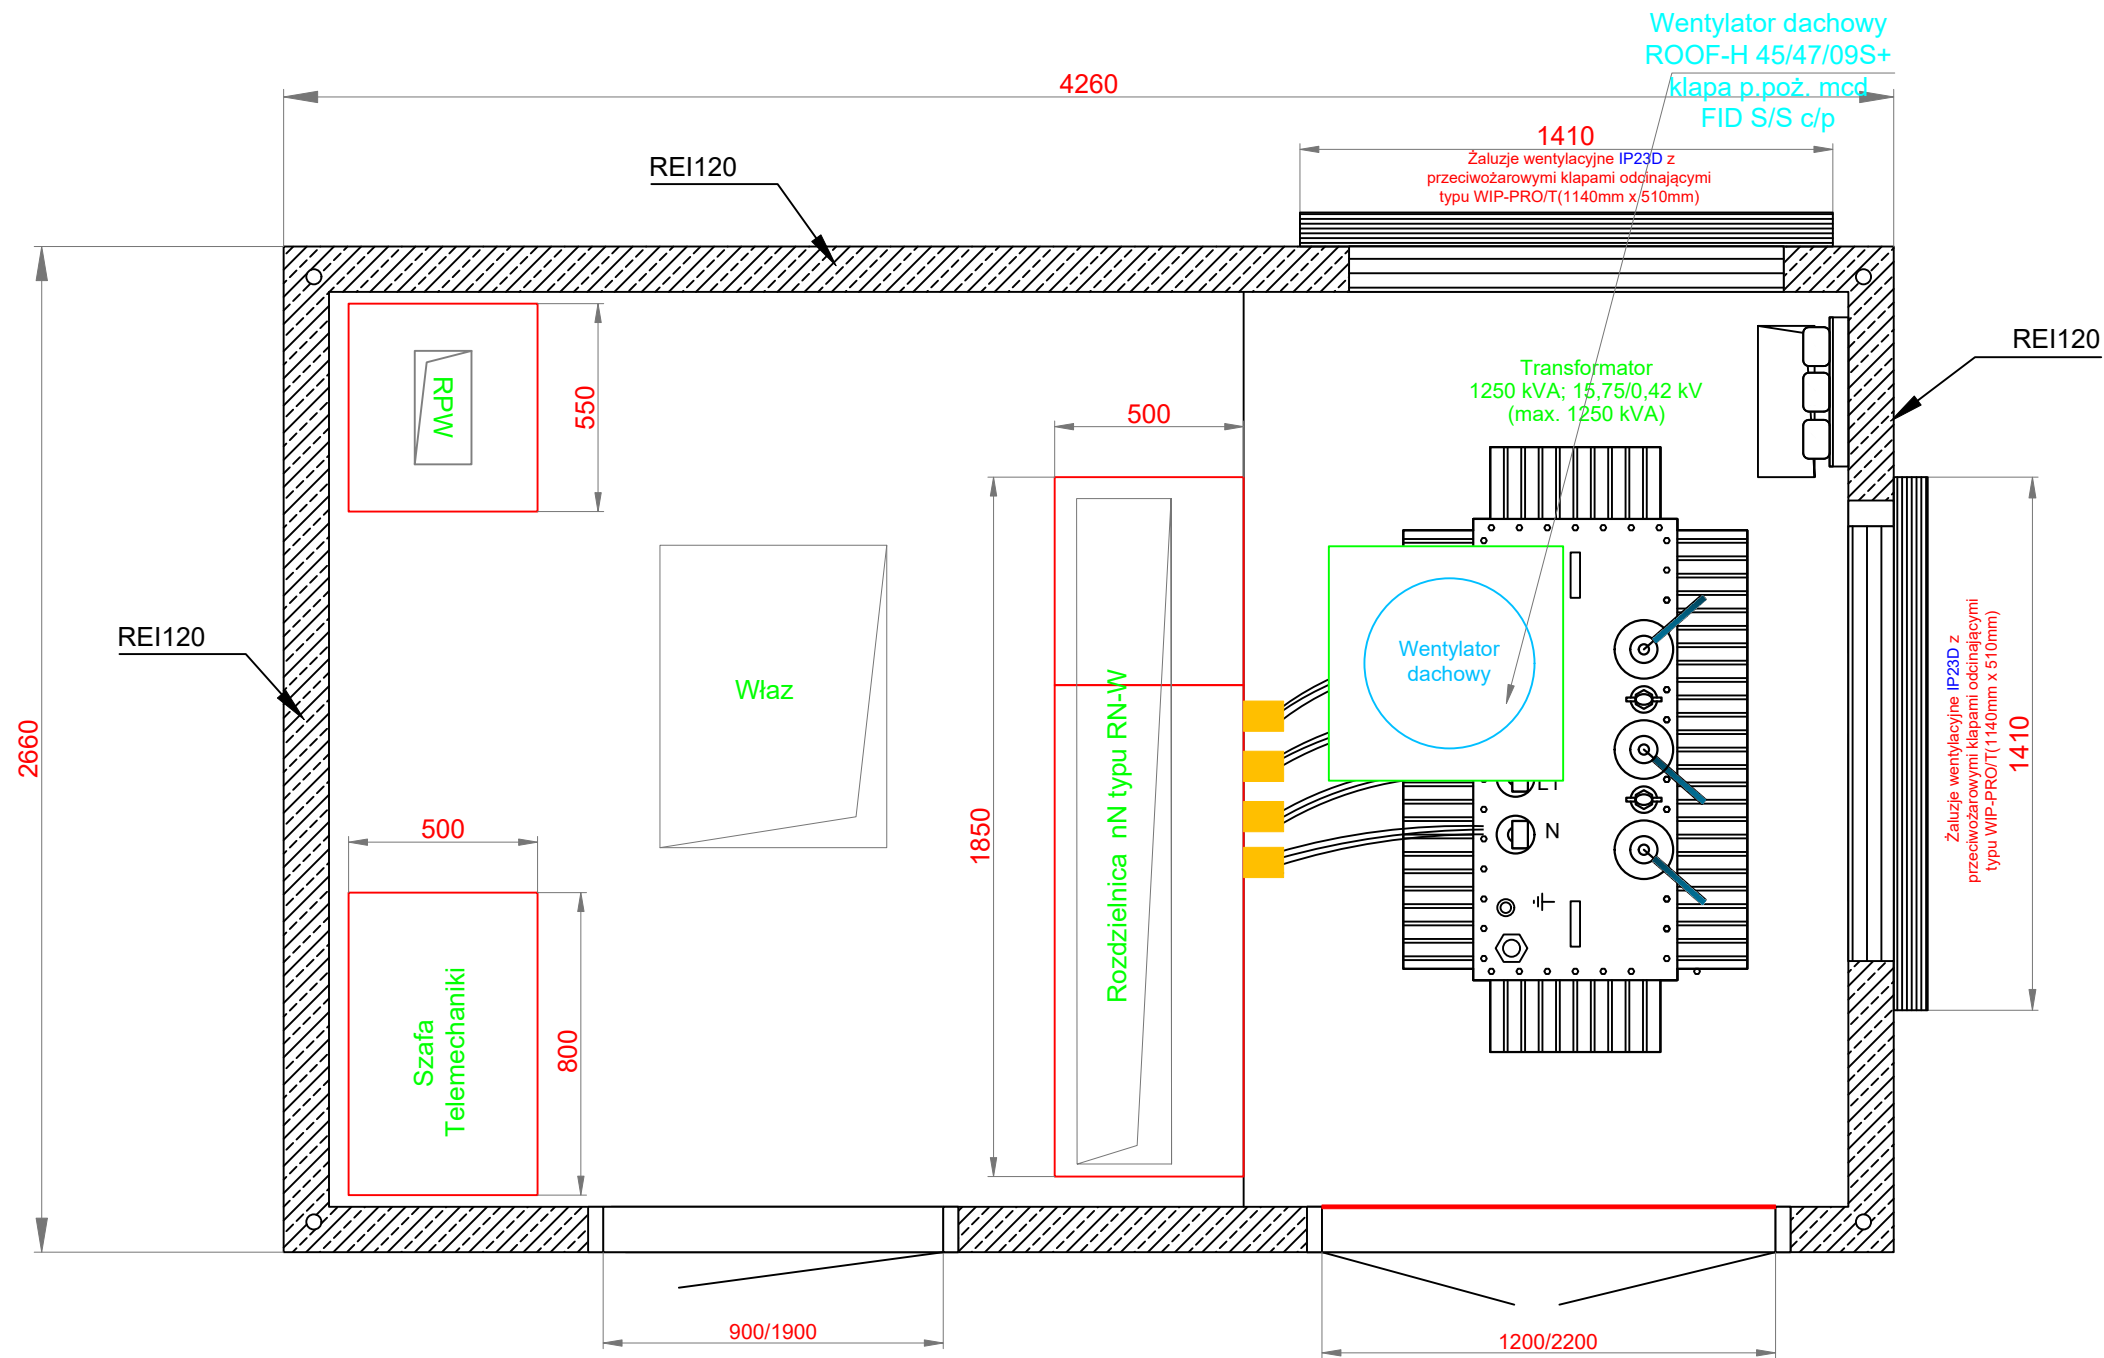 Wentylator dachowy
ROOF-H 45/47/09S+
klapa p.poż. mcd
FID S/S c/p
4260
1410
Żaluzje wentylacyjne IP23D z
przeciwożarowymi klapami odcinającymi
typu WIP-PRO/T(1140mm x 510mm)
REI120
REI120
REI120
2660
RPW
550
500
Transformator
1250 kVA; 15,75/0,42 kV
(max. 1250 kVA)
Właz
Rozdzielnica nN typu RN-W
1850
Wentylator
dachowy
N
500
Szafa
Telemechaniki
800
Żaluzje wentylacyjne IP23D z
przeciwożarowymi klapami odcinającymi
typu WIP-PRO/T(1140mm x 510mm)
1410
900/1900
1200/2200